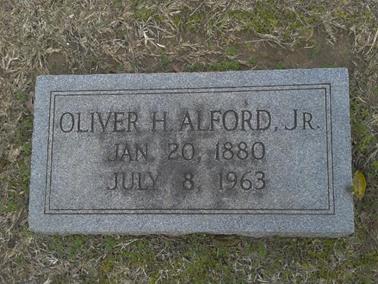 OLIVER H. ALFORD, JR.
JAN. 20, 1880
JULY 8, 1963